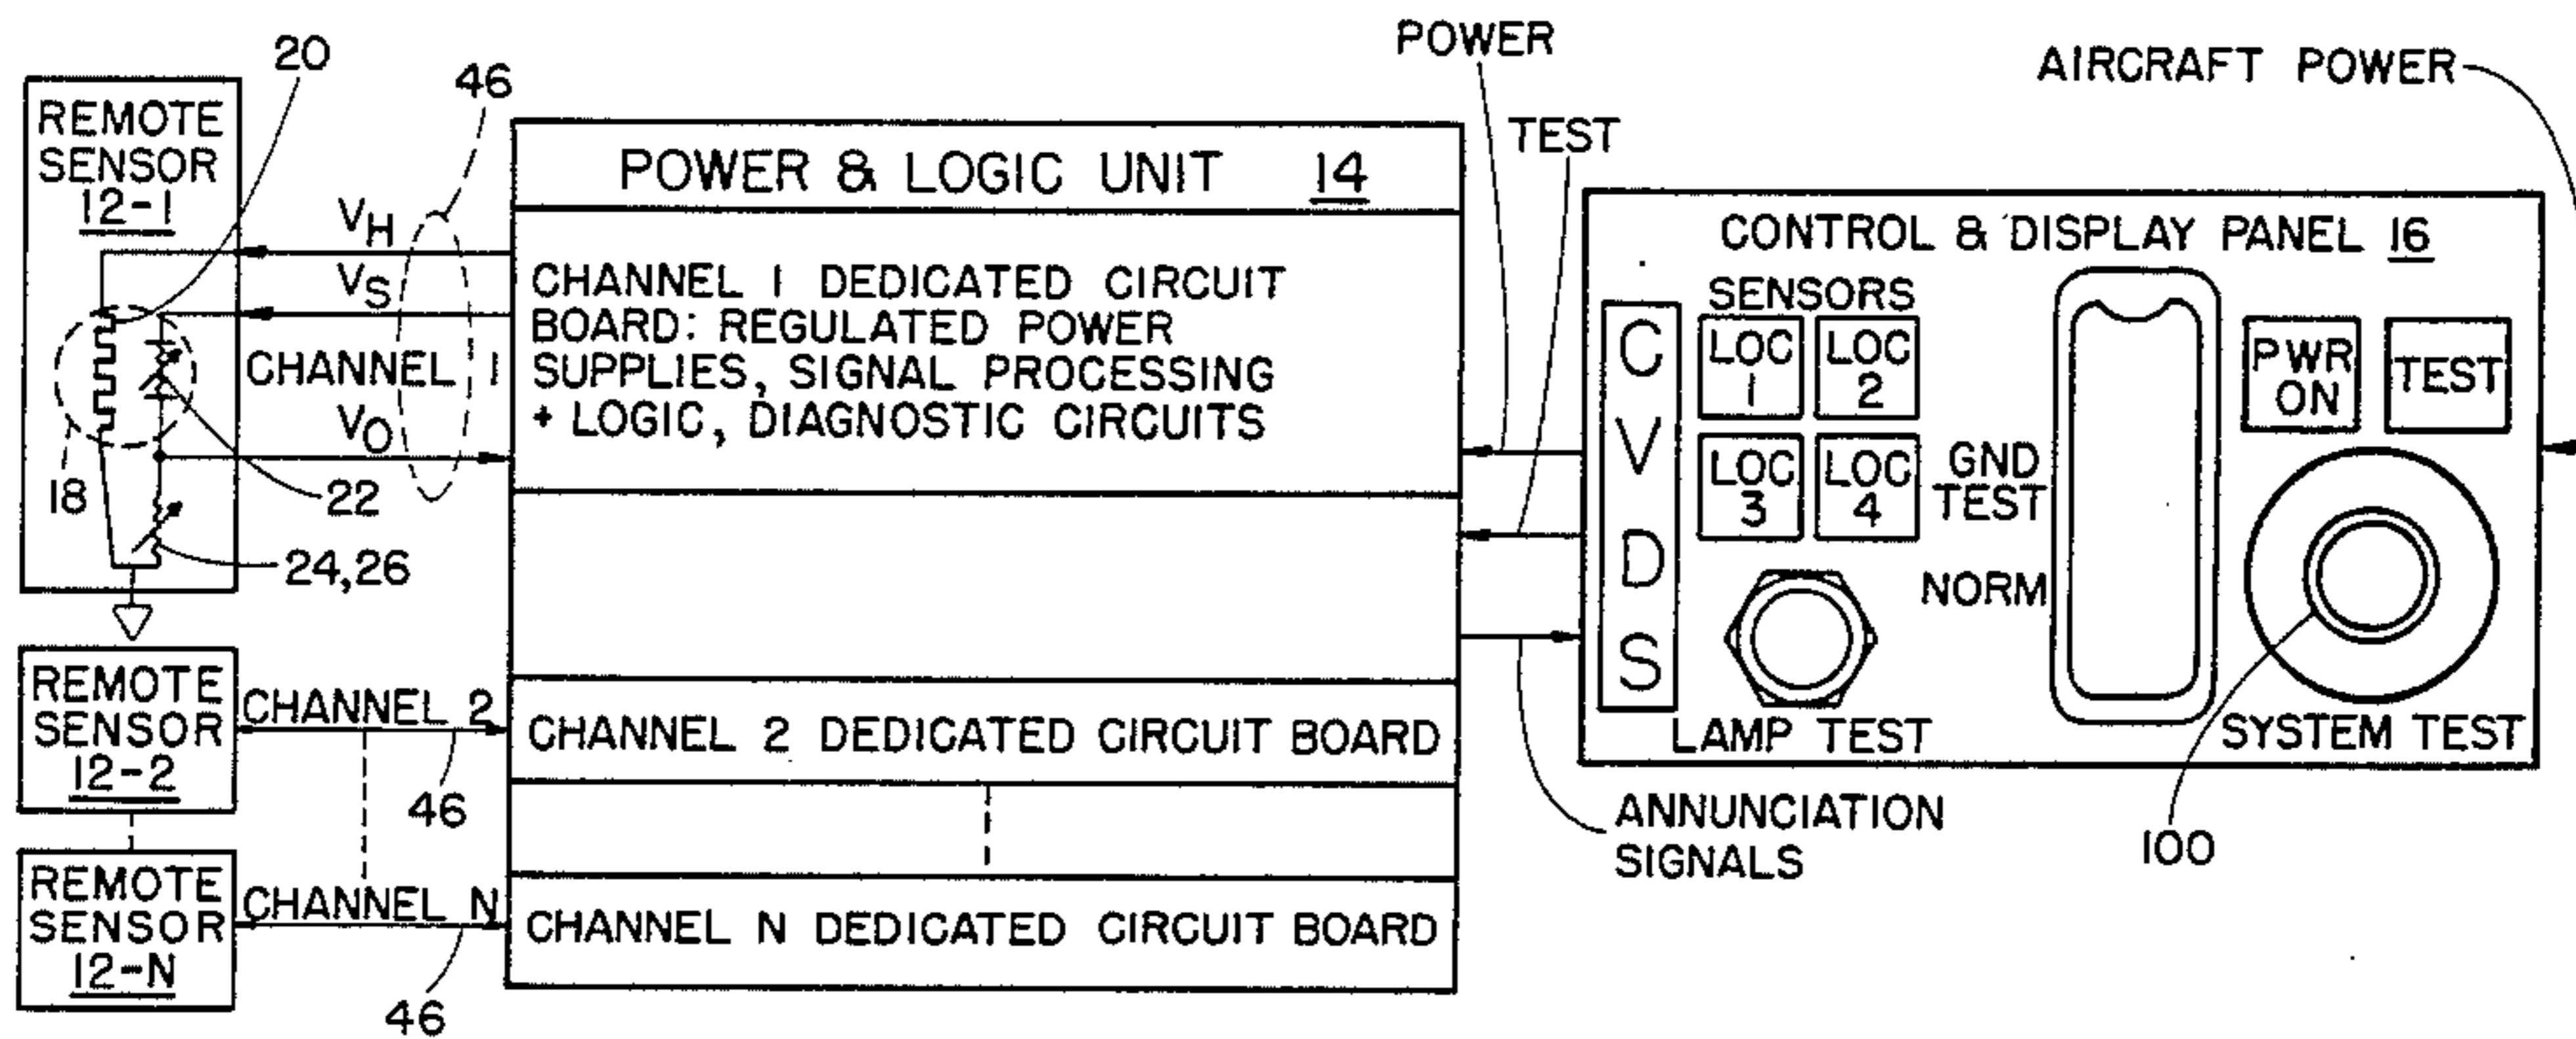 20
46
POWER
AIRCRAFT POWER
TEST
REMOTE
SENSOR
12-1
VH
VS
CHANNEL 1
VO
18
22
24,26
POWER & LOGIC UNIT 14
CHANNEL 1 DEDICATED CIRCUIT
BOARD: REGULATED POWER
SUPPLIES, SIGNAL PROCESSING
+ LOGIC, DIAGNOSTIC CIRCUITS
CONTROL & DISPLAY PANEL 16
C
V
D
S
SENSORS
LOC
1
LOC
2
LOC
3
LOC
4
GND
TEST
NORM
PWR
ON
TEST
LAMP TEST
SYSTEM TEST
100
ANNUNCIATION
SIGNALS
REMOTE
SENSOR
12-2
CHANNEL 2
46
CHANNEL 2 DEDICATED CIRCUIT BOARD
REMOTE
SENSOR
12-N
CHANNEL N
46
CHANNEL N DEDICATED CIRCUIT BOARD